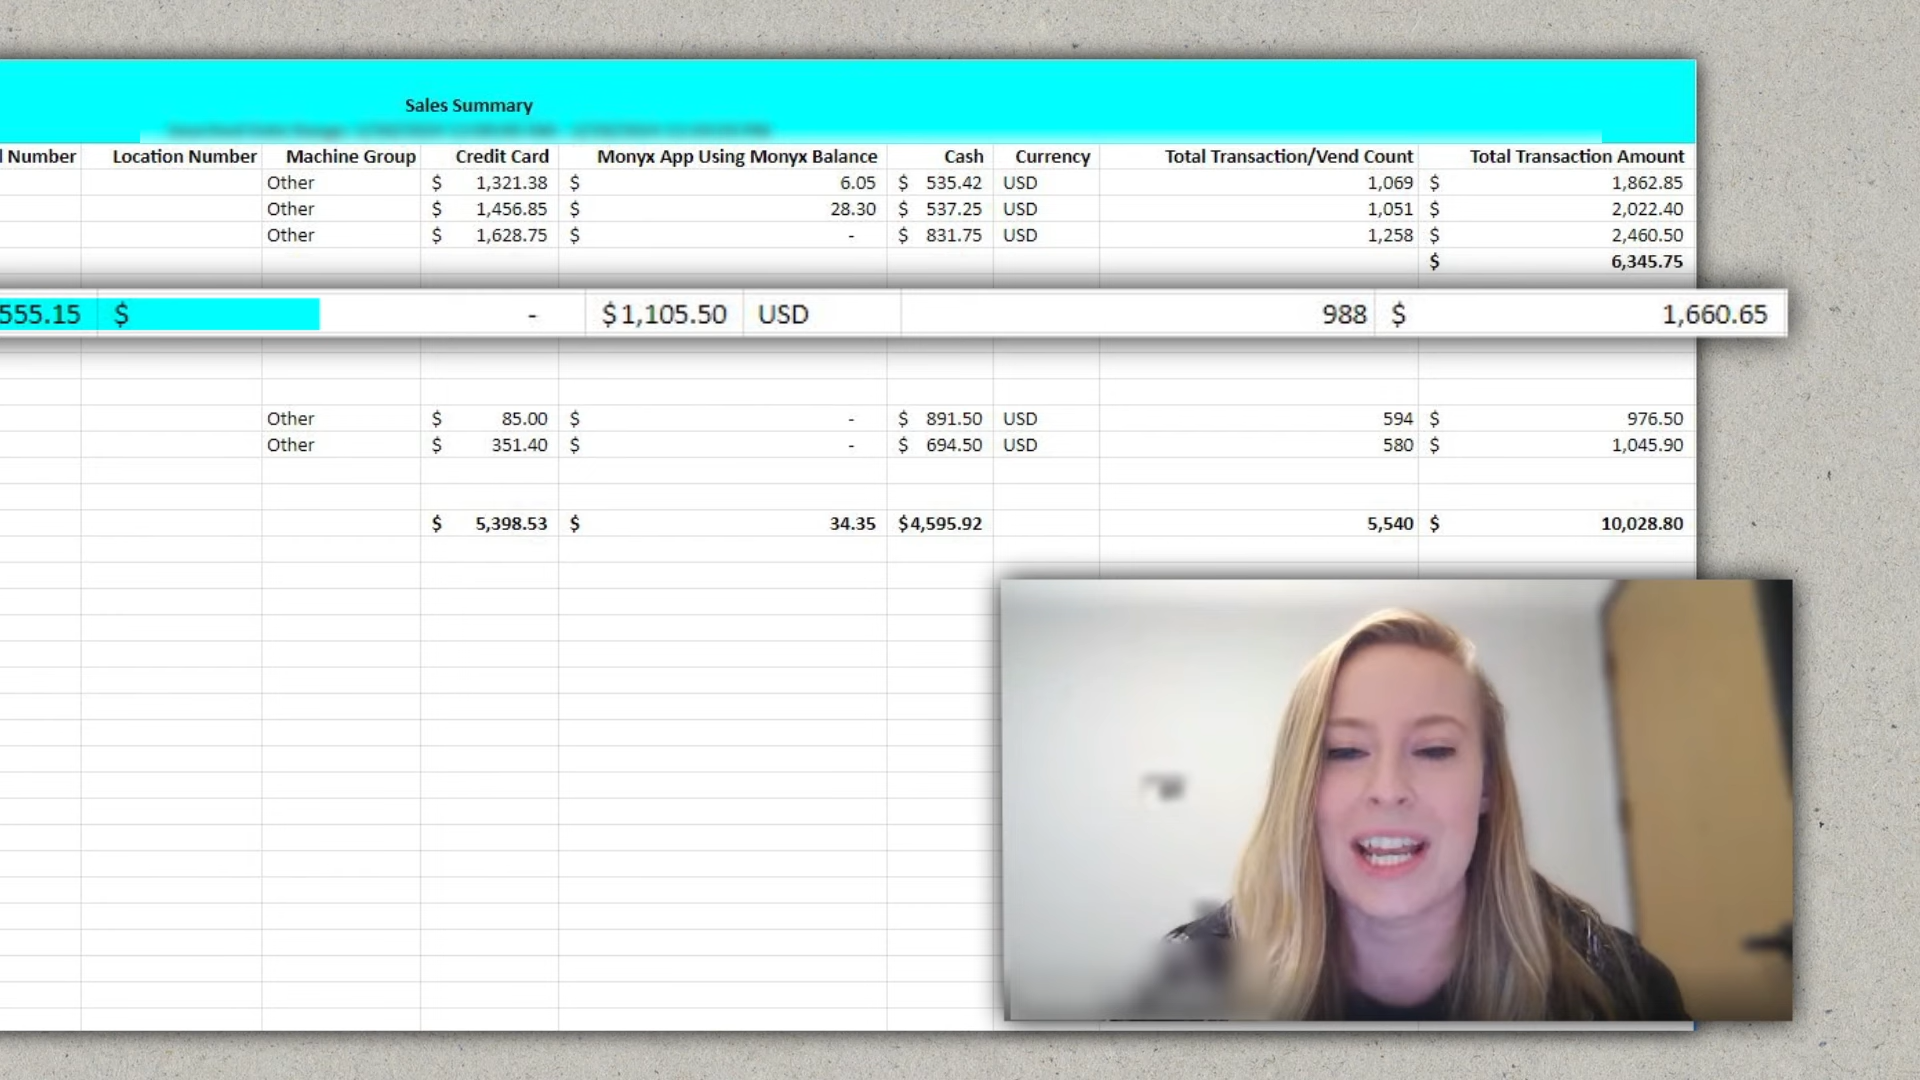 Sales Summary
Number Location Number Machine Group Credit Card Monyx App Using Monyx Balance Cash Currency Total Transaction/Vend Count Total Transaction Amount
Other $ 1,321.38 $ 6.05 $ 535.42 USD 1,069 $ 1,862.85
Other $ 1,456.85 $ 28.30 $ 537.25 USD 1,051 $ 2,022.40
Other $ 1,628.75 $ - $ 831.75 USD 1,258 $ 2,460.50
$ 6,345.75
555.15 $ - $1,105.50 USD 988 $ 1,660.65
Other $ 85.00 $ - $ 891.50 USD 594 $ 976.50
Other $ 351.40 $ - $ 694.50 USD 580 $ 1,045.90
$ 5,398.53 $ 34.35 $4,595.92 5,540 $ 10,028.80